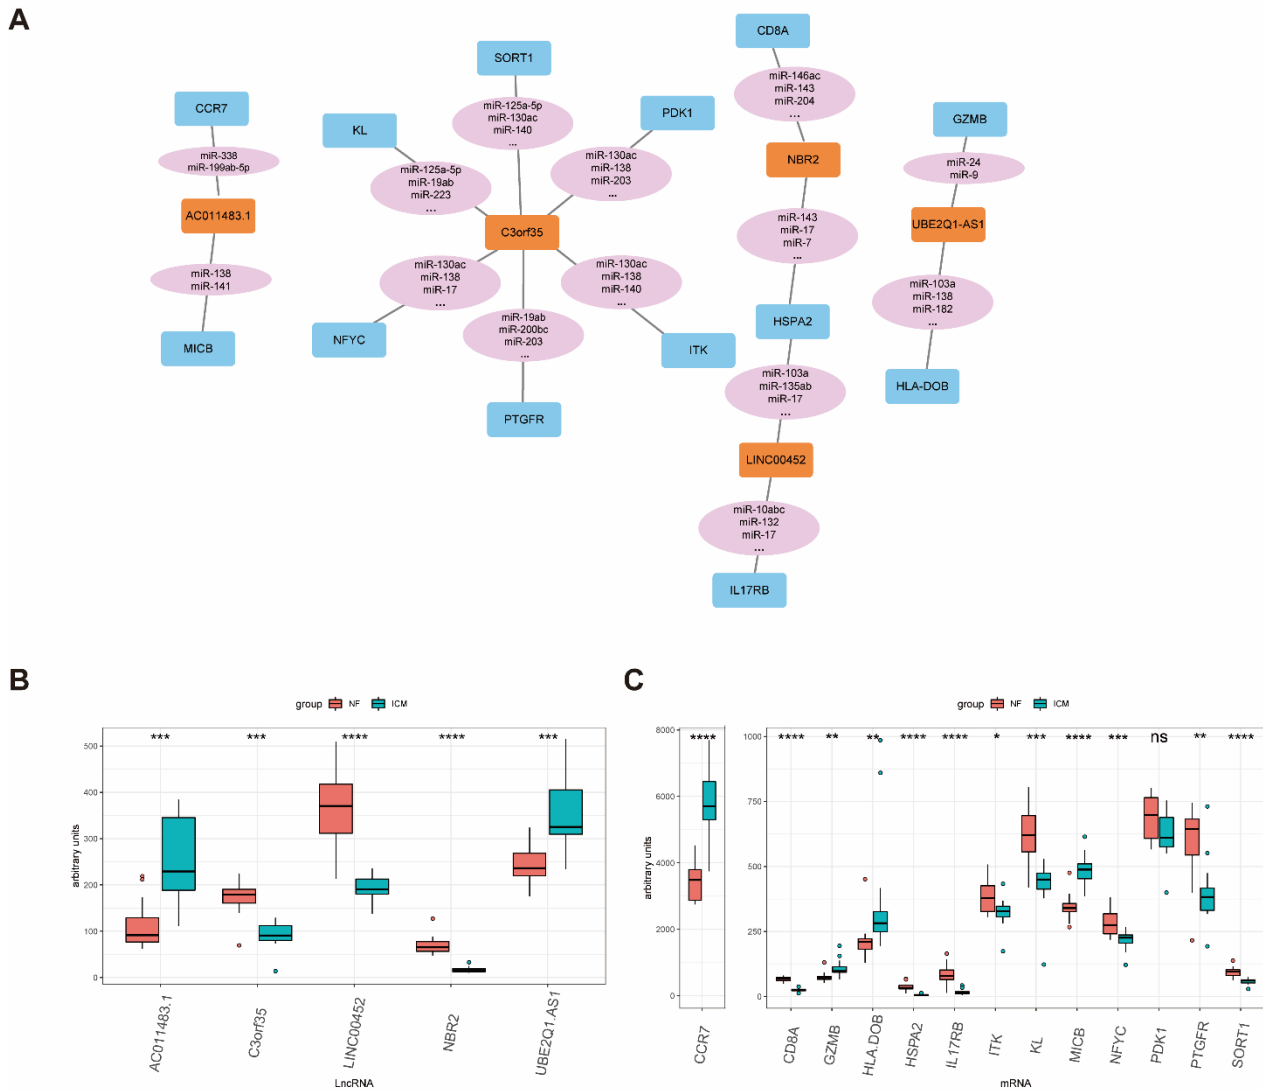 A
CCR7
miR-338
miR-199ab-5p
AC011483.1
miR-138
miR-141
MICB
SORT1
miR-125a-5p
miR-130ac
miR-140
...
KL
miR-125a-5p
miR-19ab
miR-223
...
PDK1
miR-130ac
miR-138
miR-203
...
C3orf35
miR-130ac
miR-138
miR-17
...
NFYC
miR-19ab
miR-200bc
miR-203
...
PTGFR
miR-130ac
miR-138
miR-140
...
ITK
CD8A
miR-146ac
miR-143
miR-204
...
NBR2
miR-143
miR-17
miR-7
...
HSPA2
miR-103a
miR-135ab
miR-17
...
LINC00452
miR-10abc
miR-132
miR-17
...
IL17RB
GZMB
miR-24
miR-9
UBE2Q1-AS1
miR-103a
miR-138
miR-182
...
HLA-DOB
B
group NF ICM
*** *** **** **** ***
500
400
300
200
100
0
arbitrary units
AC011483.1 C3orf35 LINC00452 NBR2 UBE2Q1.AS1
LncRNA
C
group NF ICM
****
8000
6000
4000
2000
0
arbitrary units
CCR7
**** ** ** **** **** * *** **** *** ns ** ****
1000
750
500
250
0
CD8A GZMB HLA.DOB HSPA2 IL17RB ITK KL MICB NFYC PDK1 PTGFR SORT1
mRNA